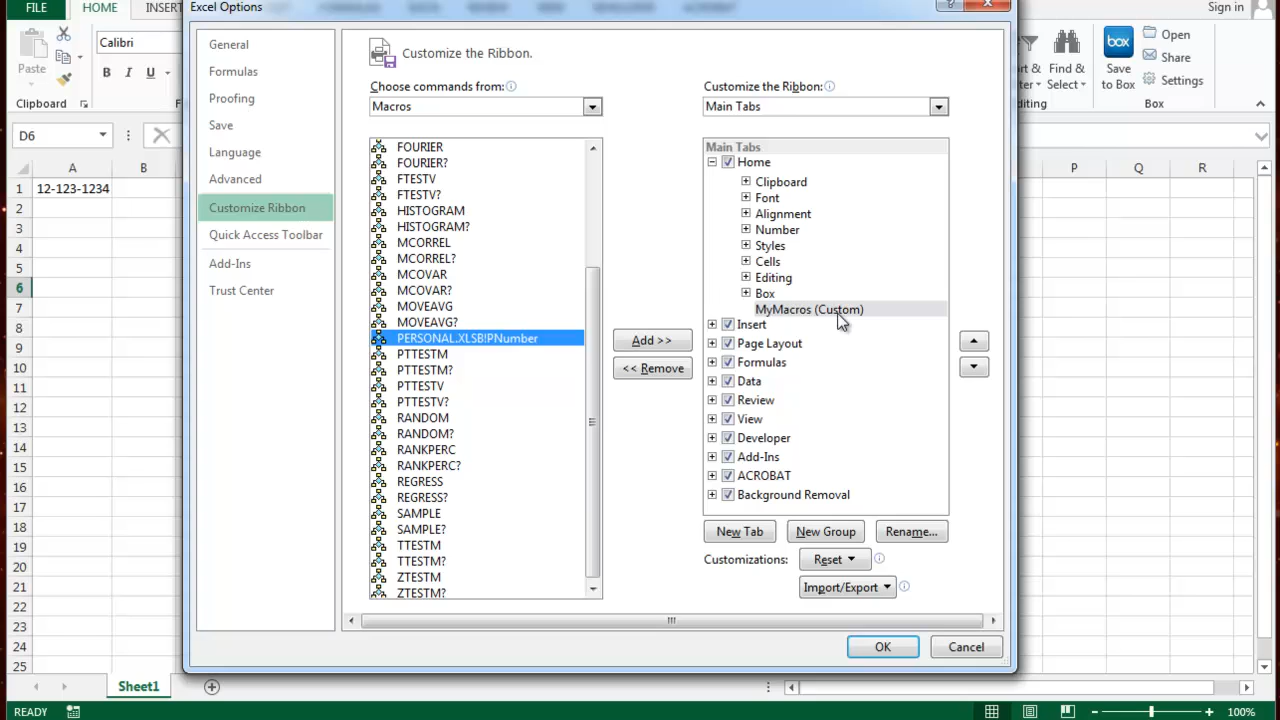 Excel Options
FILE
HOME
INSERT
Sign in
Paste
Clipboard
Calibri
B I U
Find &
Select
Save
to Box
Open
Share
Settings
Box
D6
A B P Q R
1 12-123-1234
2
3
4
5
6
7
8
9
10
11
12
13
14
15
16
17
18
19
20
21
22
23
24
25
General
Formulas
Proofing
Save
Language
Advanced
Customize Ribbon
Quick Access Toolbar
Add-Ins
Trust Center
Customize the Ribbon.
Choose commands from:
Macros
FOURIER
FOURIER?
FTESTV
FTESTV?
HISTOGRAM
HISTOGRAM?
MCORREL
MCORREL?
MCOVAR
MCOVAR?
MOVEAVG
MOVEAVG?
PERSONAL.XLSB!PNumber
PTTESTM
PTTESTM?
PTTESTV
PTTESTV?
RANDOM
RANDOM?
RANKPERC
RANKPERC?
REGRESS
REGRESS?
SAMPLE
SAMPLE?
TTESTM
TTESTM?
ZTESTM
ZTESTM?
Add >>
<< Remove
Customize the Ribbon:
Main Tabs
Main Tabs
Home
Clipboard
Font
Alignment
Number
Styles
Cells
Editing
Box
MyMacros (Custom)
Insert
Page Layout
Formulas
Data
Review
View
Developer
Add-Ins
ACROBAT
Background Removal
New Tab
New Group
Rename...
Customizations:
Reset
Import/Export
OK
Cancel
Sheet1
READY
100%